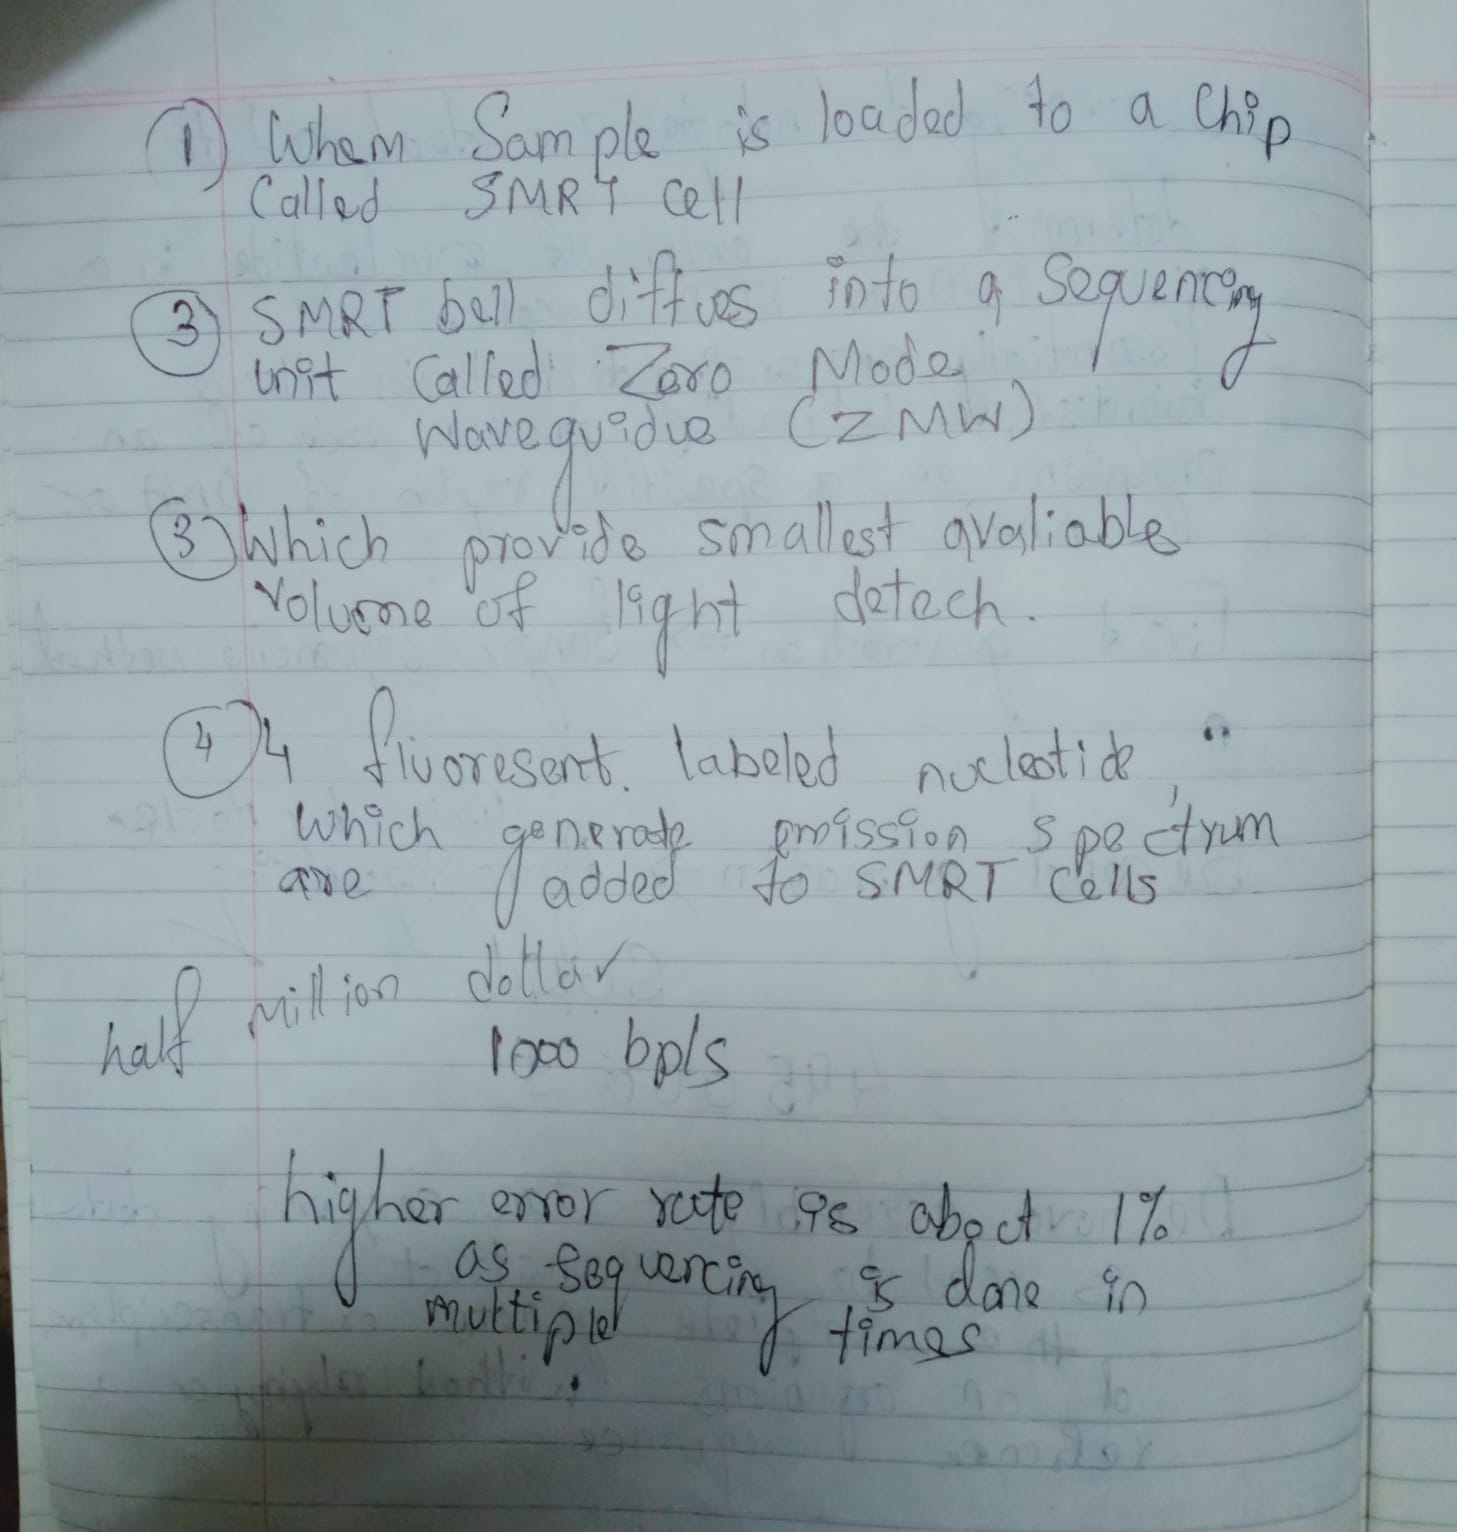 ① When Sample is loaded to a Chip
Called SMRT Cell
③ SMRT bell diffues into a Sequencing
unit Called Zero Mode
Waveguidue (ZMW)
③ Which provide smallest avaliable
Volume of light detech.
④ 4 fluoresent. labeled nucleotide
which generate emission spectrum
are added to SMRT Cells
half million dollar
1000 bpls
higher error rate is about 1%
as sequencing is done in
multiple times